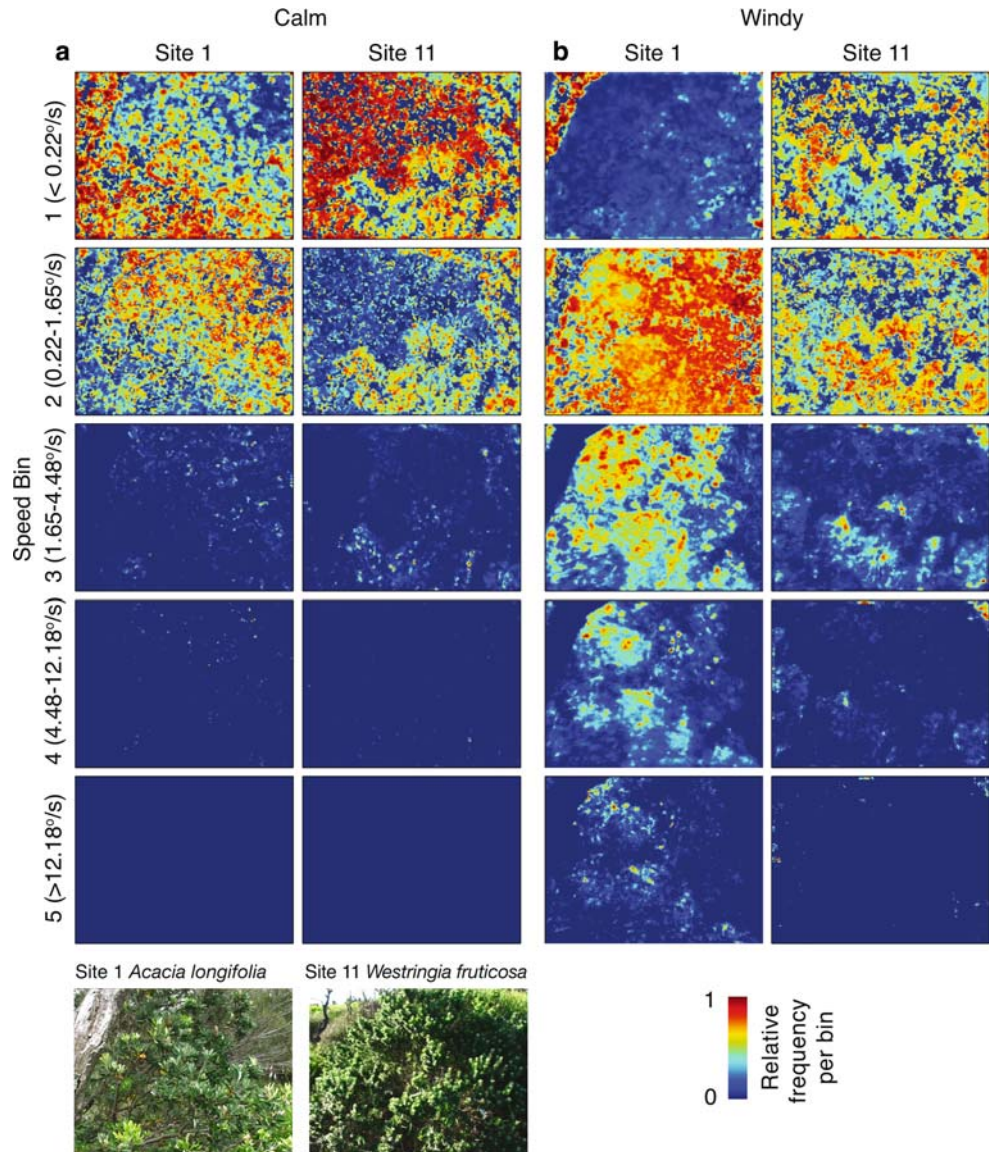 Calm
Windy
a
Site 1
Site 11
b
Site 1
Site 11
Speed Bin
1 (< 0.22°/s)
2 (0.22-1.65°/s)
3 (1.65-4.48°/s)
4 (4.48-12.18°/s)
5 (>12.18°/s)
Site 1 Acacia longifolia
Site 11 Westringia fruticosa
1
0
Relative
frequency
per bin